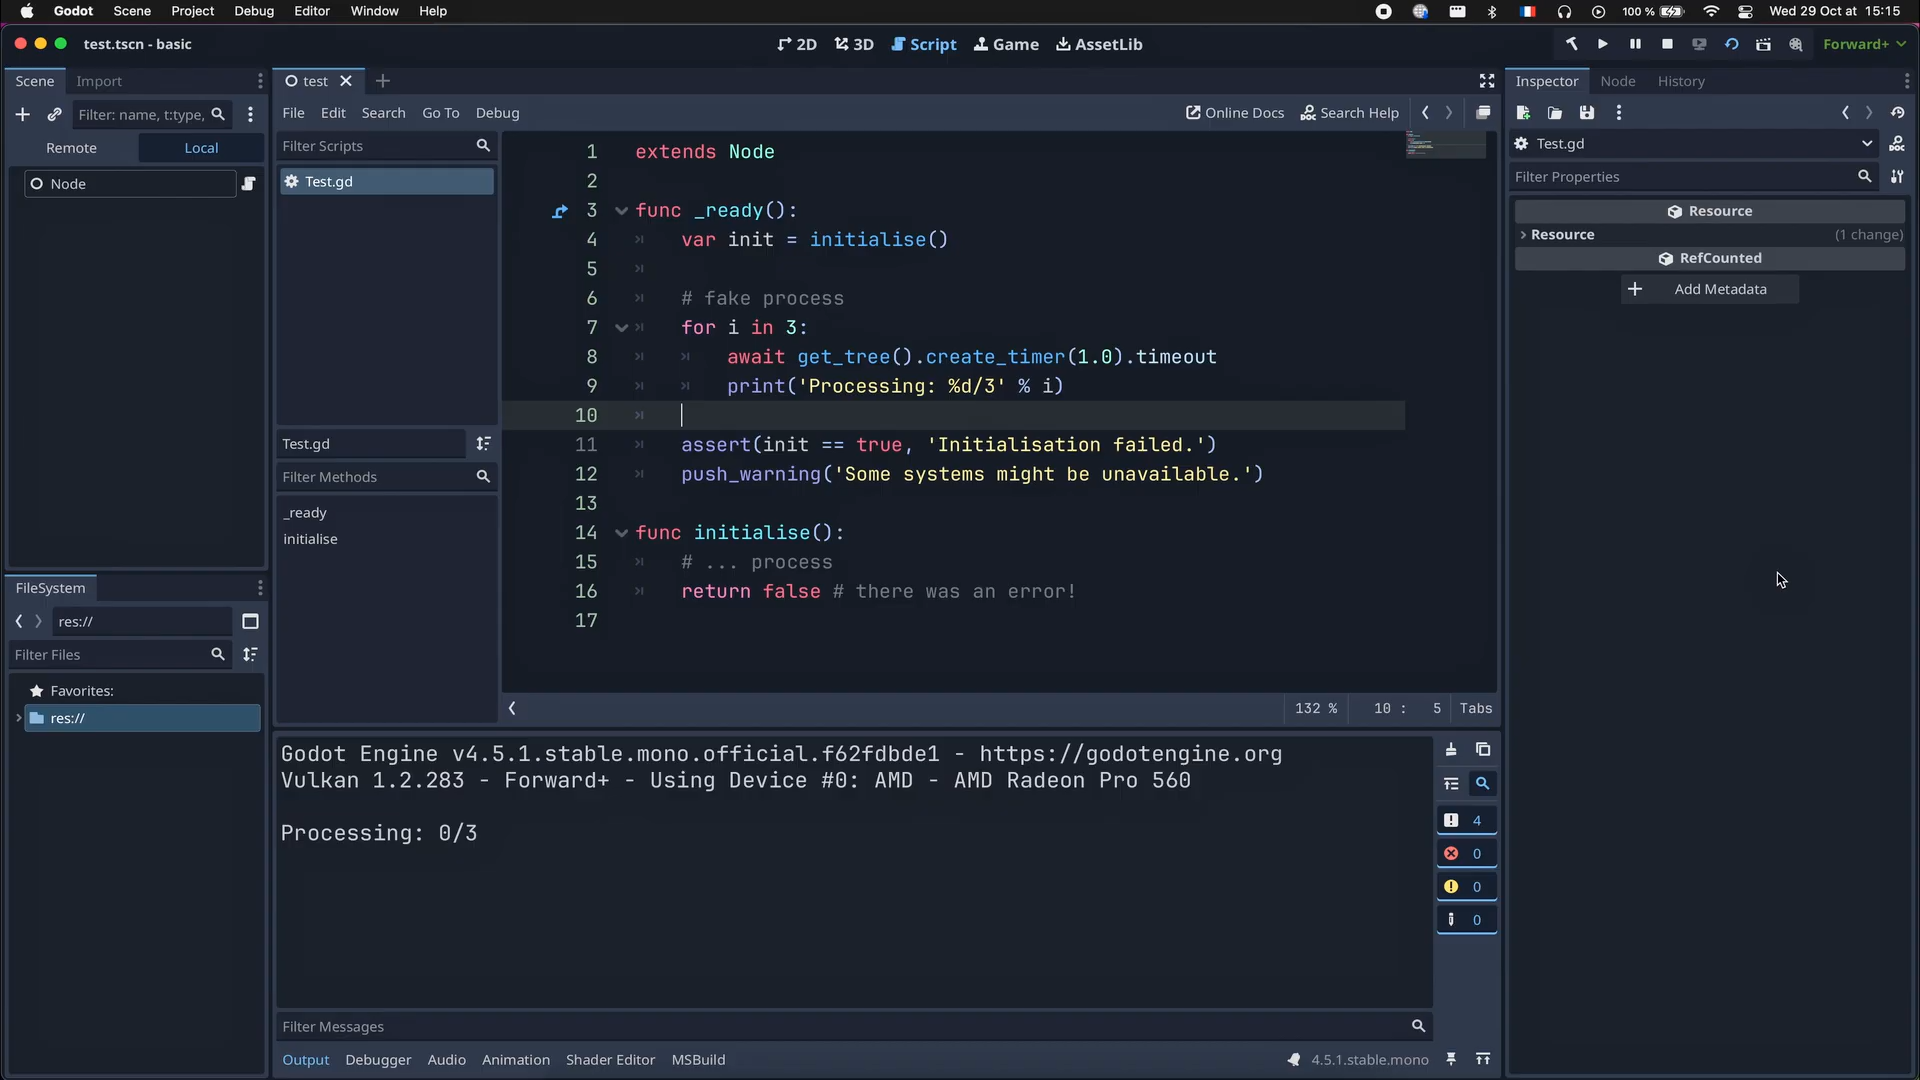 Godot Scene Project Debug Editor Window Help 100 % Wed 29 Oct at 15:15
test.tscn - basic 2D 3D Script Game AssetLib Forward+
Scene Import
Filter: name, t:type,
Remote Local
Node
FileSystem
res://
Filter Files
Favorites:
res://
test
File Edit Search Go To Debug Online Docs Search Help
Filter Scripts
Test.gd
Test.gd
Filter Methods
_ready
initialise
1 extends Node
2
3 func _ready():
4 var init = initialise()
5
6 # fake process
7 for i in 3:
8 await get_tree().create_timer(1.0).timeout
9 print('Processing: %d/3' % i)
10
11 assert(init == true, 'Initialisation failed.')
12 push_warning('Some systems might be unavailable.')
13
14 func initialise():
15 # ... process
16 return false # there was an error!
17
132 % 10 : 5 Tabs
Godot Engine v4.5.1.stable.mono.official.f62fdbde1 - https://godotengine.org
Vulkan 1.2.283 - Forward+ - Using Device #0: AMD - AMD Radeon Pro 560
Processing: 0/3
4
0
0
0
Filter Messages
Output Debugger Audio Animation Shader Editor MSBuild 4.5.1.stable.mono
Inspector Node History
Test.gd
Filter Properties
Resource
Resource (1 change)
RefCounted
Add Metadata